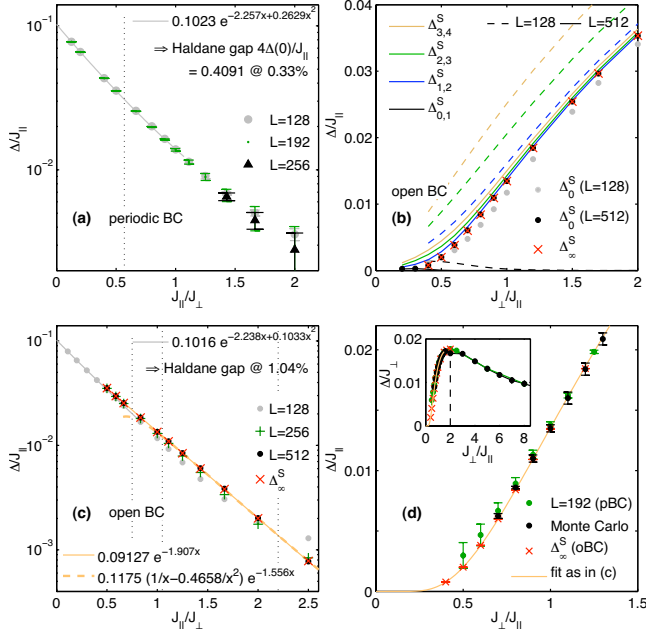 0.1023 e^{-2.257x+0.2629x^2}
⇒ Haldane gap 4Δ(0)/J_{||}
= 0.4091 @ 0.33%
L=128
L=192
L=256
(a)
periodic BC
10^{-1}
10^{-2}
Δ/J_{||}
0 0.5 1 1.5 2
J_{||}/J_⊥
L=128 L=512
Δ^S_{3,4}
Δ^S_{2,3}
Δ^S_{1,2}
Δ^S_{0,1}
open BC
(b)
Δ^S_0 (L=128)
Δ^S_0 (L=512)
Δ^S_∞
0.04
0.03
0.02
0.01
0
Δ/J_{||}
0 0.5 1 1.5 2
J_⊥/J_{||}
0.1016 e^{-2.238x+0.1033x^2}
⇒ Haldane gap @ 1.04%
L=128
L=256
L=512
Δ^S_∞
(c)
open BC
0.09127 e^{-1.907x}
0.1175 (1/x−0.4658/x^2) e^{-1.556x}
10^{-1}
10^{-2}
10^{-3}
Δ/J_{||}
0 0.5 1 1.5 2 2.5
J_{||}/J_⊥
0.02
0.01
0
Δ/J_⊥
0 2 4 6 8
J_⊥/J_{||}
L=192 (pBC)
Monte Carlo
Δ^S_∞ (oBC)
fit as in (c)
(d)
0.02
0.01
0
Δ/J_{||}
0 0.5 1 1.5
J_⊥/J_{||}